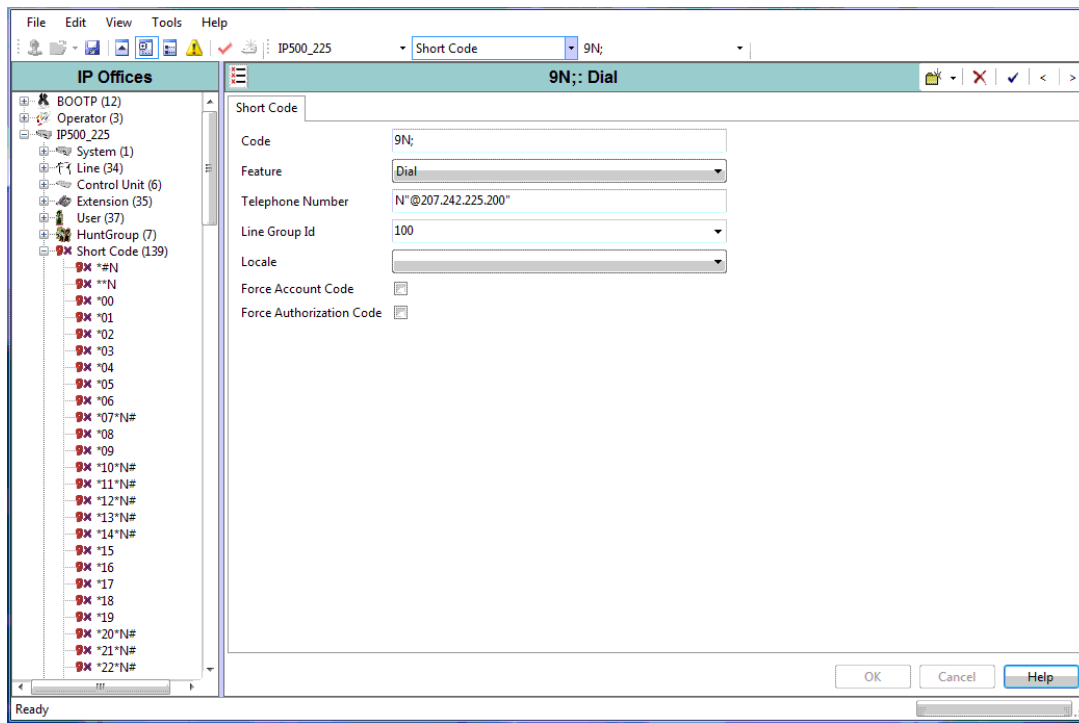 File Edit View Tools Help
IP500_225 Short Code 9N;
IP Offices
9N;: Dial
BOOTP (12)
Operator (3)
IP500_225
System (1)
Line (34)
Control Unit (6)
Extension (35)
User (37)
HuntGroup (7)
Short Code (139)
*#N
**N
*00
*01
*02
*03
*04
*05
*06
*07*N#
*08
*09
*10*N#
*11*N#
*12*N#
*13*N#
*14*N#
*15
*16
*17
*18
*19
*20*N#
*21*N#
*22*N#
Short Code
Code 9N;
Feature Dial
Telephone Number N"@207.242.225.200"
Line Group Id 100
Locale
Force Account Code
Force Authorization Code
OK Cancel Help
Ready